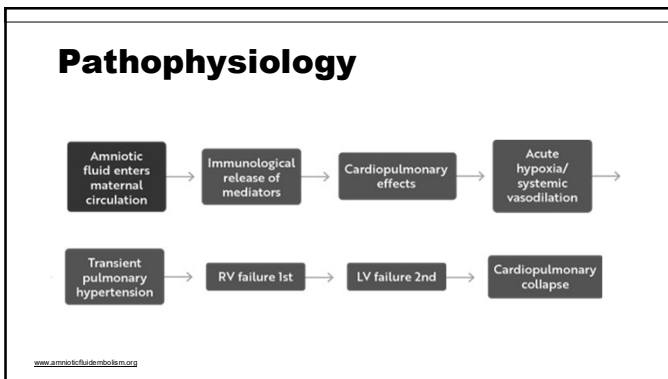 Pathophysiology
Amniotic
fluid enters
maternal
circulation
Immunological
release of
mediators
Cardiopulmonary
effects
Acute
hypoxia/
systemic
vasodilation
Transient
pulmonary
hypertension
RV failure 1st
LV failure 2nd
Cardiopulmonary
collapse
www.amnioticfluidembolism.org